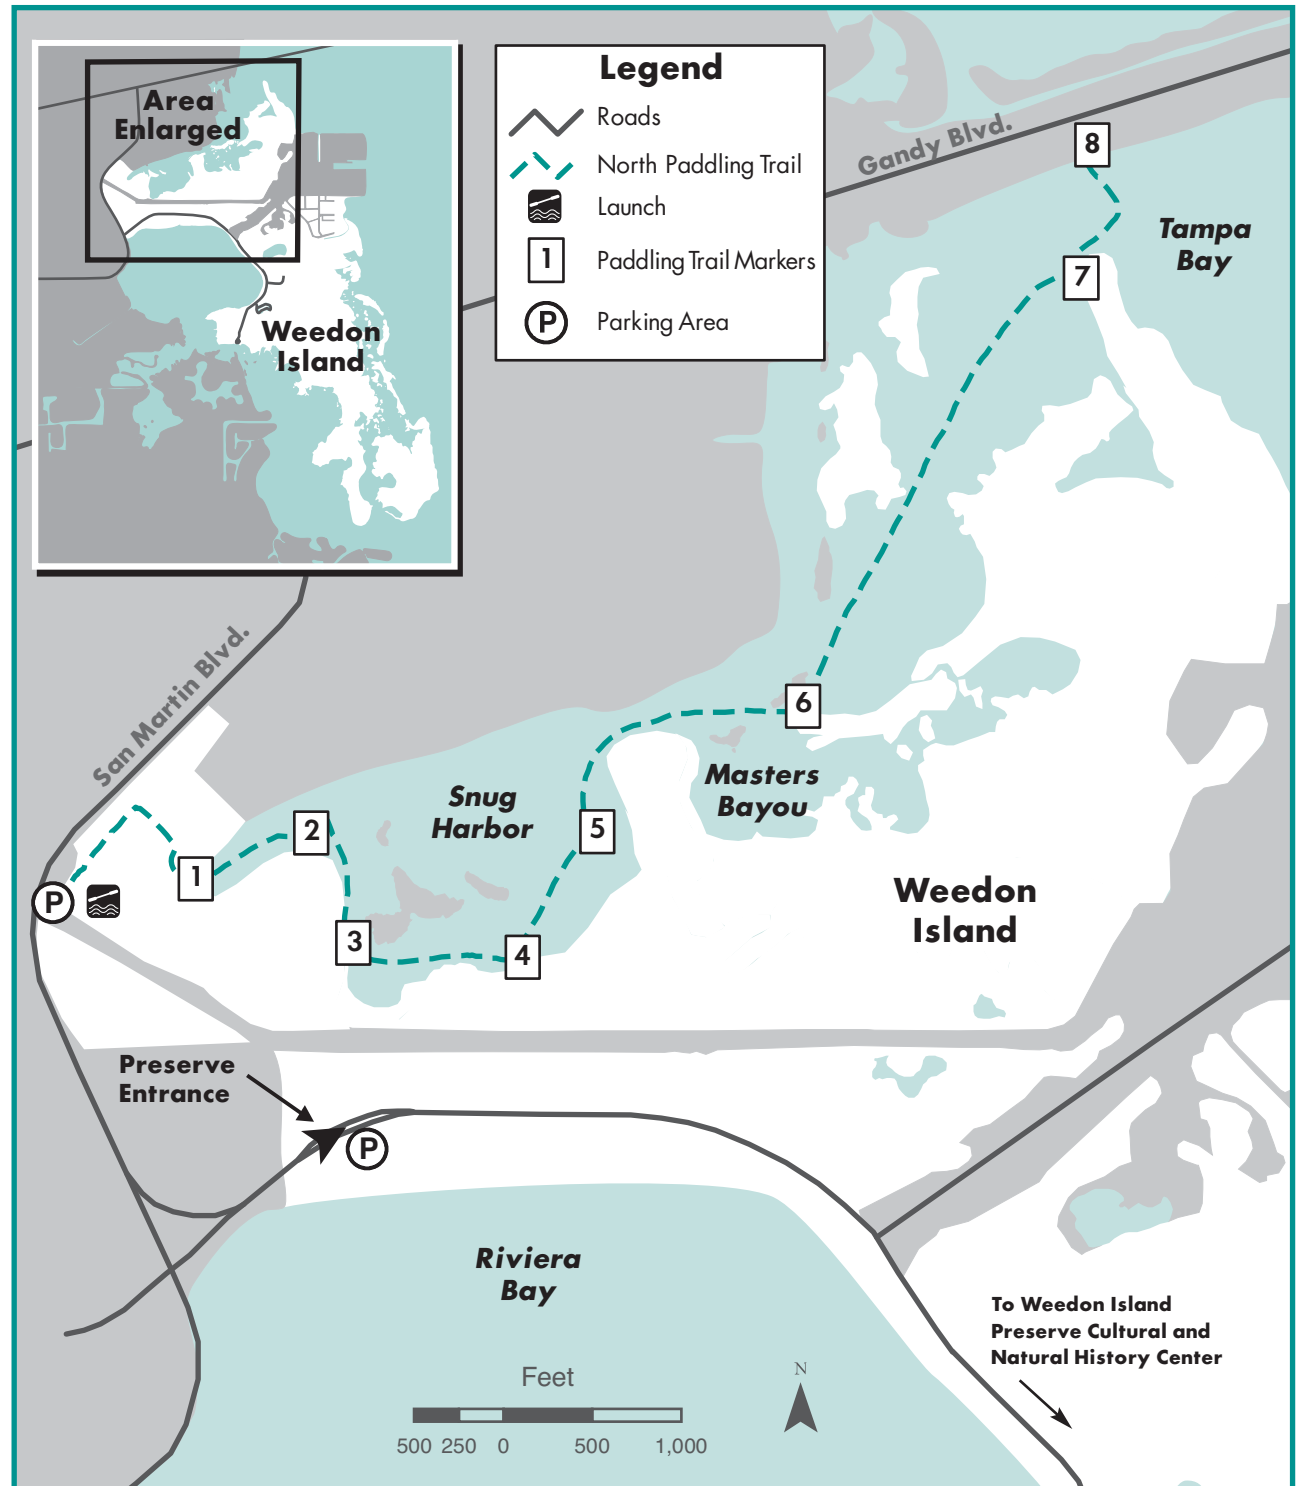 Area
Enlarged
Weedon
Island
Legend
Roads
North Paddling Trail
Launch
1
Paddling Trail Markers
P
Parking Area
Gandy Blvd.
8
Tampa
Bay
7
San Martin Blvd.
6
Masters
Bayou
Snug
Harbor
5
2
1
P
3
4
Weedon
Island
Preserve
Entrance
P
Riviera
Bay
To Weedon Island
Preserve Cultural and
Natural History Center
Feet
500 250 0 500 1,000
N